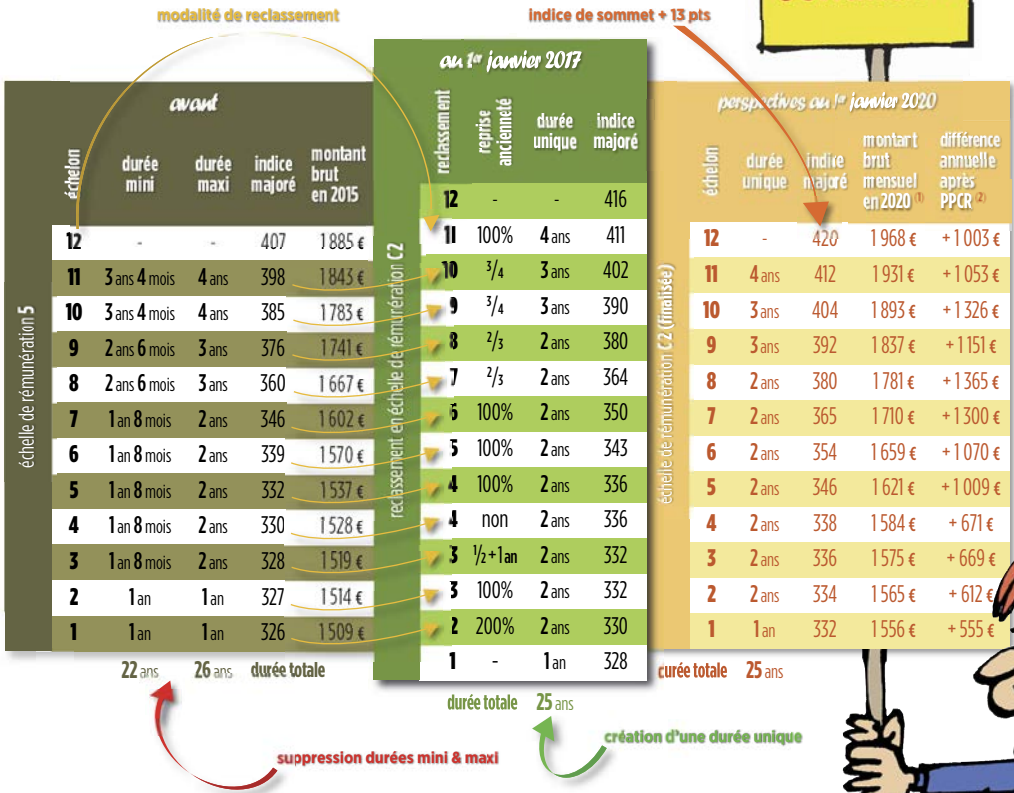 modalité de reclassement
indice de sommet + 13 pts
avant
échelle de rémunération 5
échelon durée mini durée maxi indice majoré montant brut en 2015
12 - - 407 1 885 €
11 3 ans 4 mois 4 ans 398 1 843 €
10 3 ans 4 mois 4 ans 385 1 783 €
9 2 ans 6 mois 3 ans 376 1 741 €
8 2 ans 6 mois 3 ans 360 1 667 €
7 1 an 8 mois 2 ans 346 1 602 €
6 1 an 8 mois 2 ans 339 1 570 €
5 1 an 8 mois 2 ans 332 1 537 €
4 1 an 8 mois 2 ans 330 1 528 €
3 1 an 8 mois 2 ans 328 1 519 €
2 1 an 1 an 327 1 514 €
1 1 an 1 an 326 1 509 €
22 ans 26 ans durée totale
suppression durées mini & maxi
au 1er janvier 2017
reclassement en échelle de rémunération C2
reclassement reprise ancienneté durée unique indice majoré
12 - - 416
11 100% 4 ans 411
10 3/4 3 ans 402
9 3/4 3 ans 390
8 2/3 2 ans 380
7 2/3 2 ans 364
6 100% 2 ans 350
5 100% 2 ans 343
4 100% 2 ans 336
4 non 2 ans 336
3 1/2 + 1 an 2 ans 332
3 100% 2 ans 332
2 200% 2 ans 330
1 - 1 an 328
durée totale 25 ans
création d'une durée unique
perspectives au 1er janvier 2020
échelle de rémunération C2 (finalisée)
échelon durée unique indice majoré montant brut mensuel en 2020 (1) différence annuelle après PPCR (2)
12 - 420 1 968 € + 1 003 €
11 4 ans 412 1 931 € + 1 053 €
10 3 ans 404 1 893 € + 1 326 €
9 3 ans 392 1 837 € + 1 151 €
8 2 ans 380 1 781 € + 1 365 €
7 2 ans 365 1 710 € + 1 300 €
6 2 ans 354 1 659 € + 1 070 €
5 2 ans 346 1 621 € + 1 009 €
4 2 ans 338 1 584 € + 671 €
3 2 ans 336 1 575 € + 669 €
2 2 ans 334 1 565 € + 612 €
1 1 an 332 1 556 € + 555 €
durée totale 25 ans